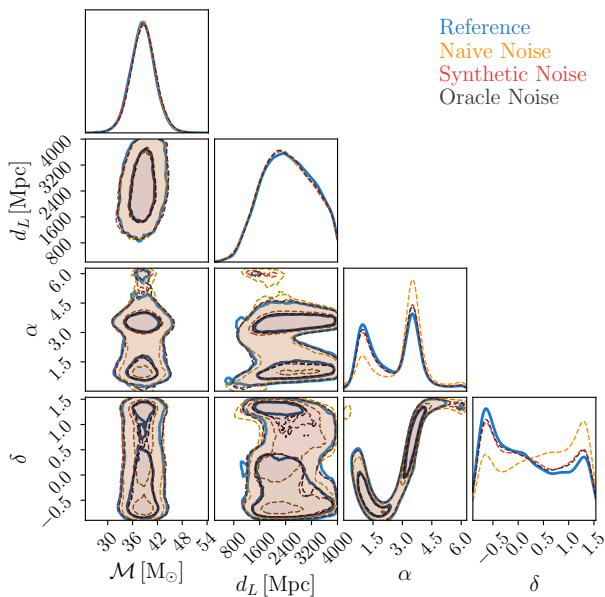 Reference
Naive Noise
Synthetic Noise
Oracle Noise
4000
3200
2400
1600
800
d_L [Mpc]
6.0
4.5
3.0
1.5
α
1.5
1.0
0.5
0.0
−0.5
δ
30 36 42 48 54
ℳ [M☉]
800 1600 2400 3200 4000
d_L [Mpc]
1.5 3.0 4.5 6.0
α
−0.5 0.0 0.5 1.0 1.5
δ